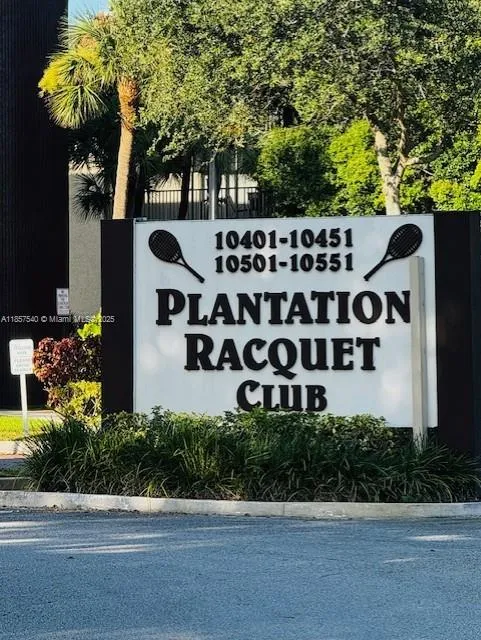 10401-10451
10501-10551
PLANTATION
RACQUET
CLUB
A11857540 © Miami MLS 2025